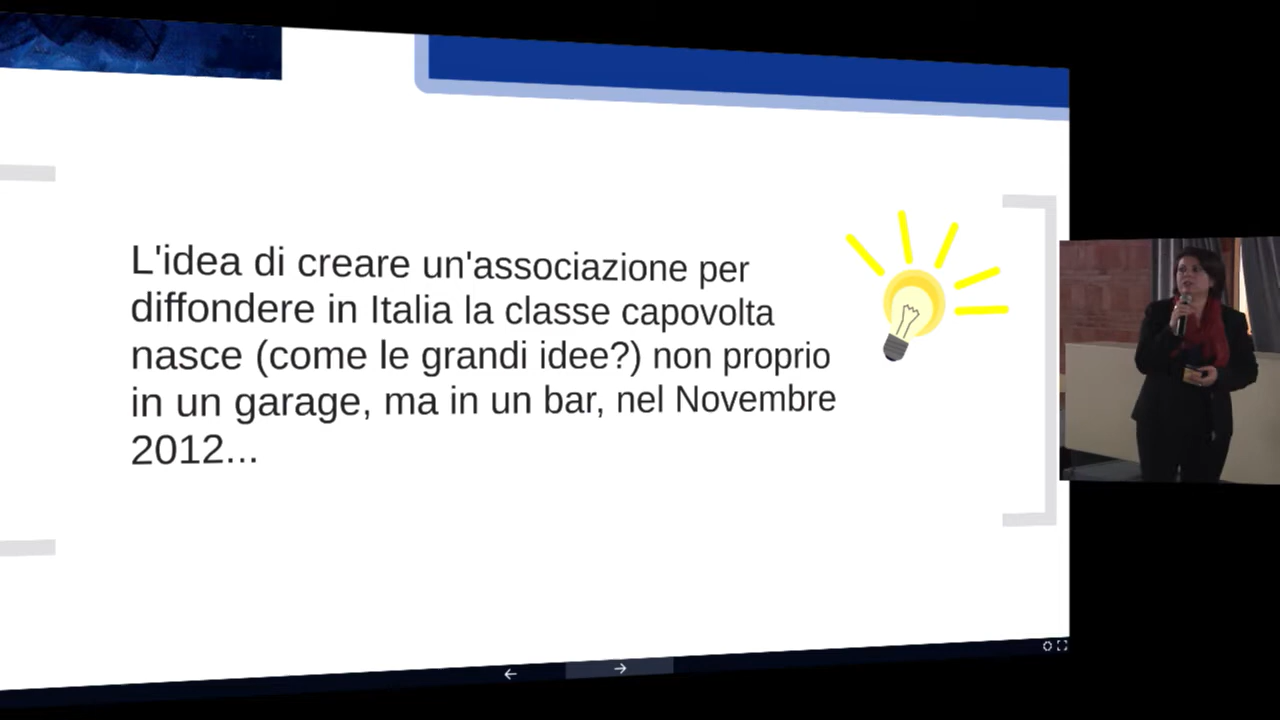 L'idea di creare un'associazione per
diffondere in Italia la classe capovolta
nasce (come le grandi idee?) non proprio
in un garage, ma in un bar, nel Novembre
2012...